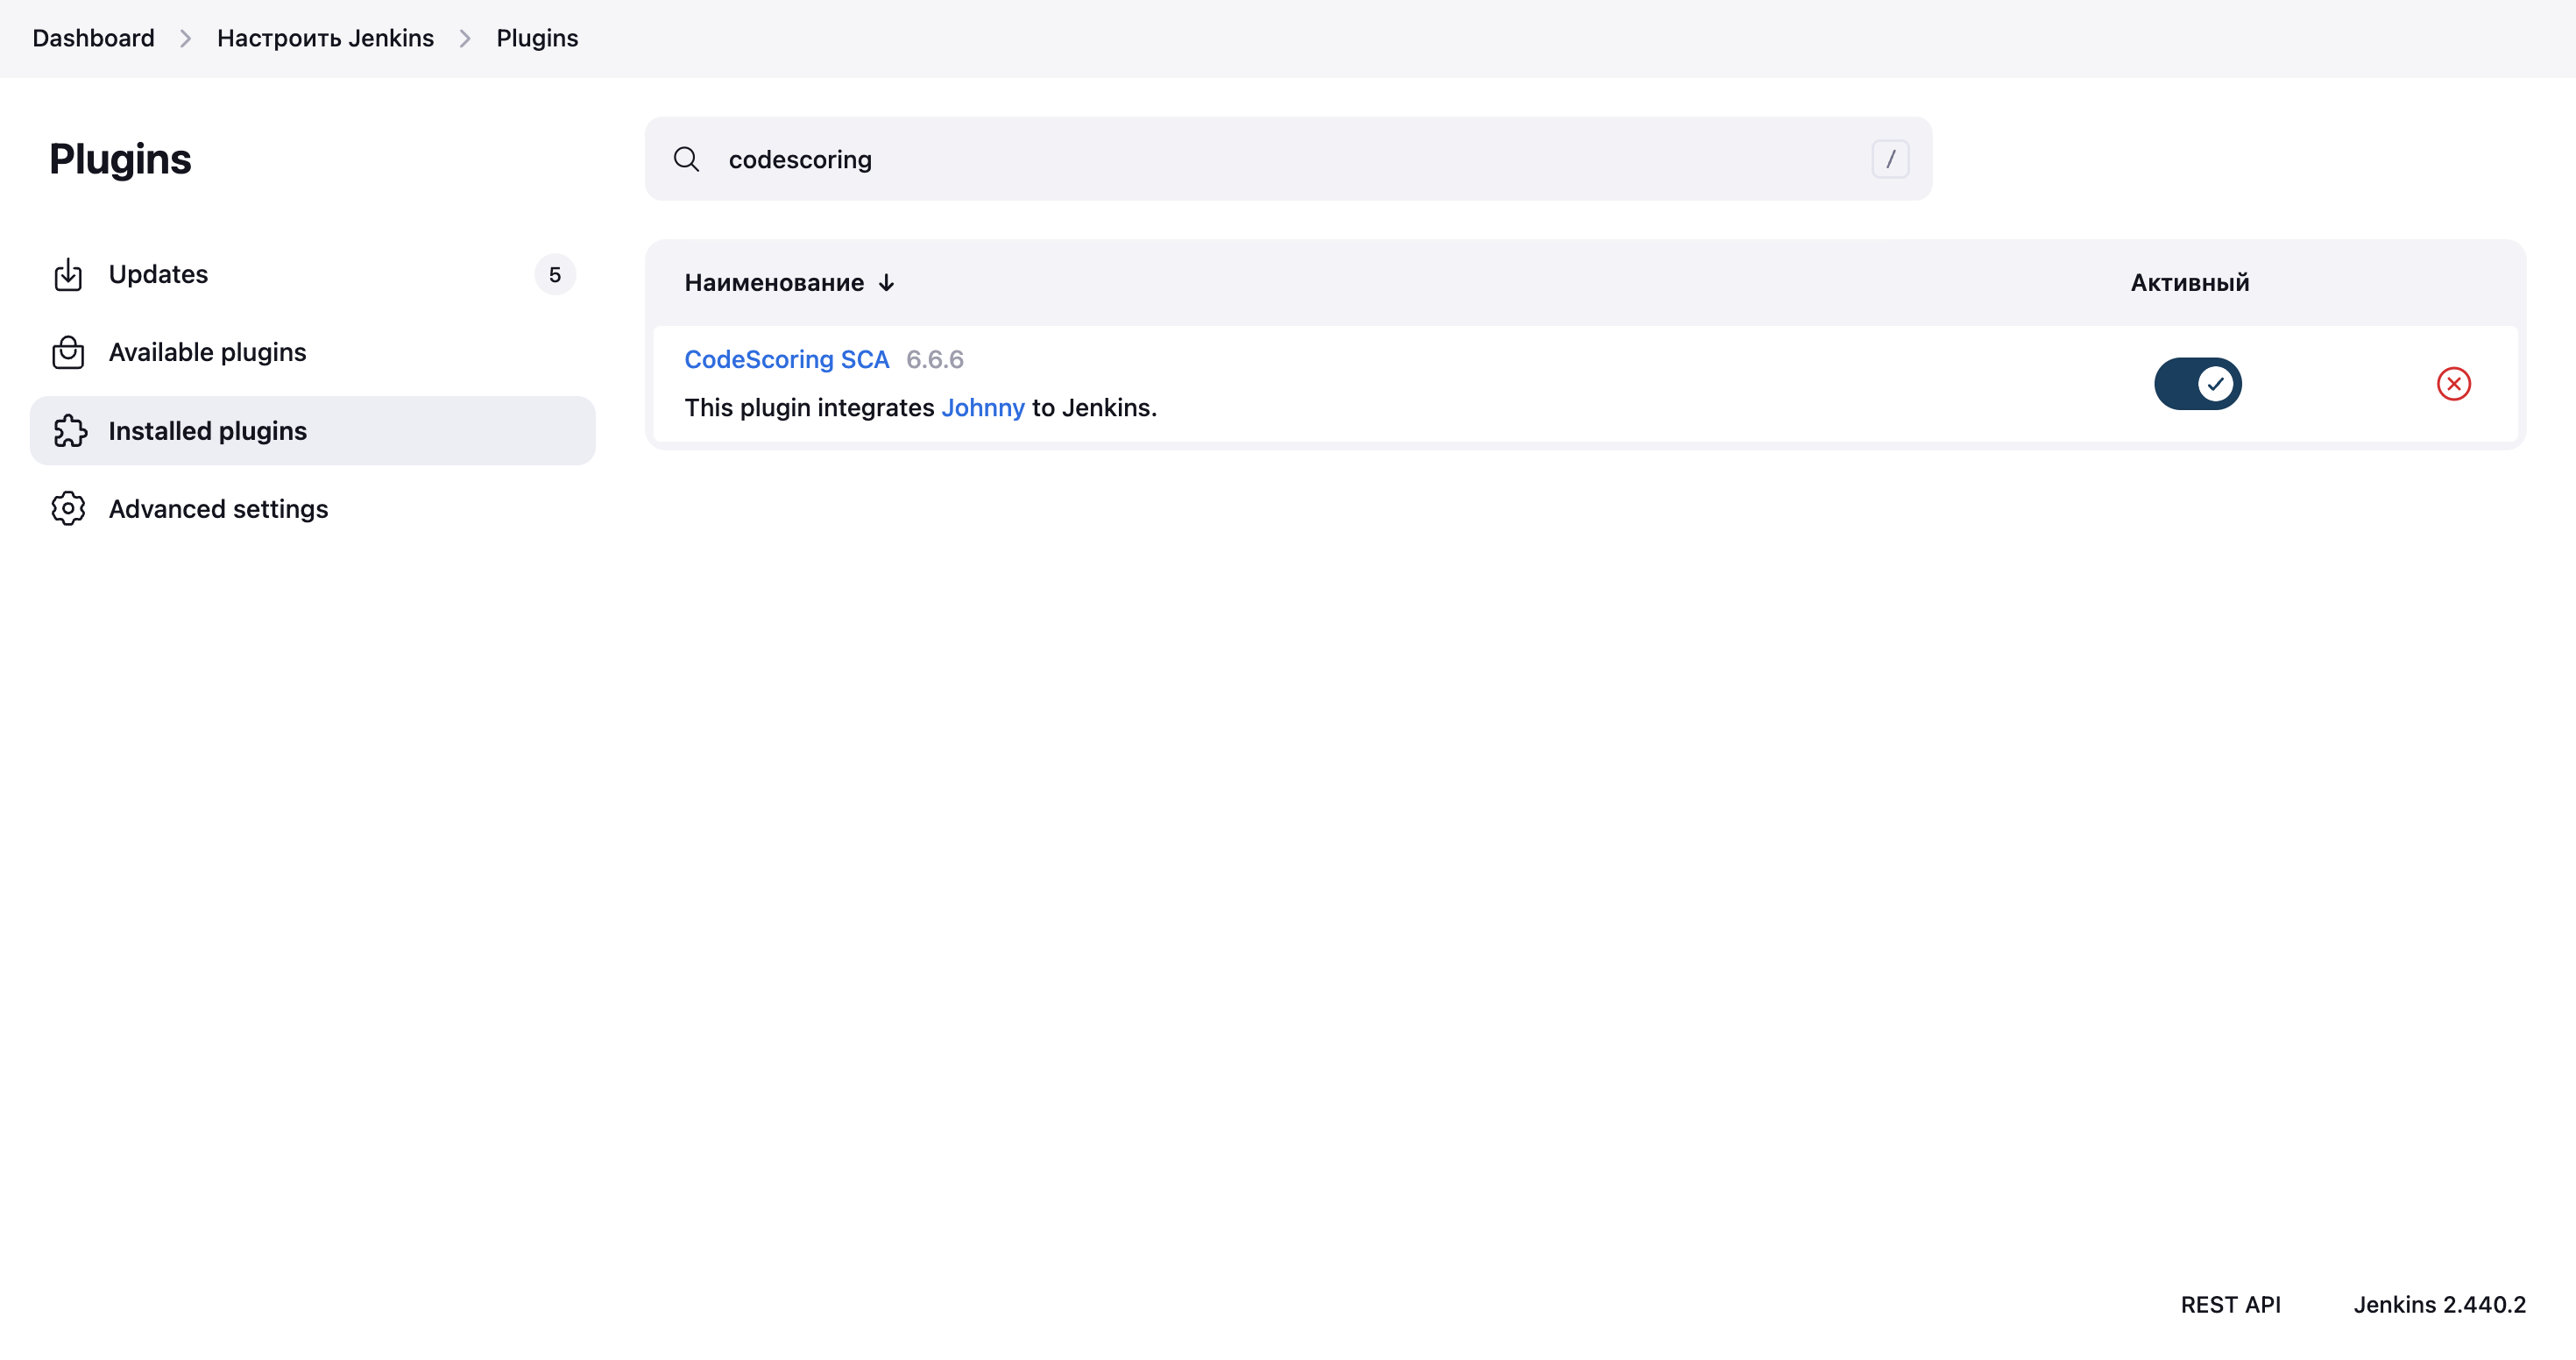 Dashboard > Настроить Jenkins > Plugins
Plugins
codescoring /
Updates 5
Available plugins
Installed plugins
Advanced settings
Наименование ↓ Активный
CodeScoring SCA 6.6.6
This plugin integrates Johnny to Jenkins.
REST API Jenkins 2.440.2